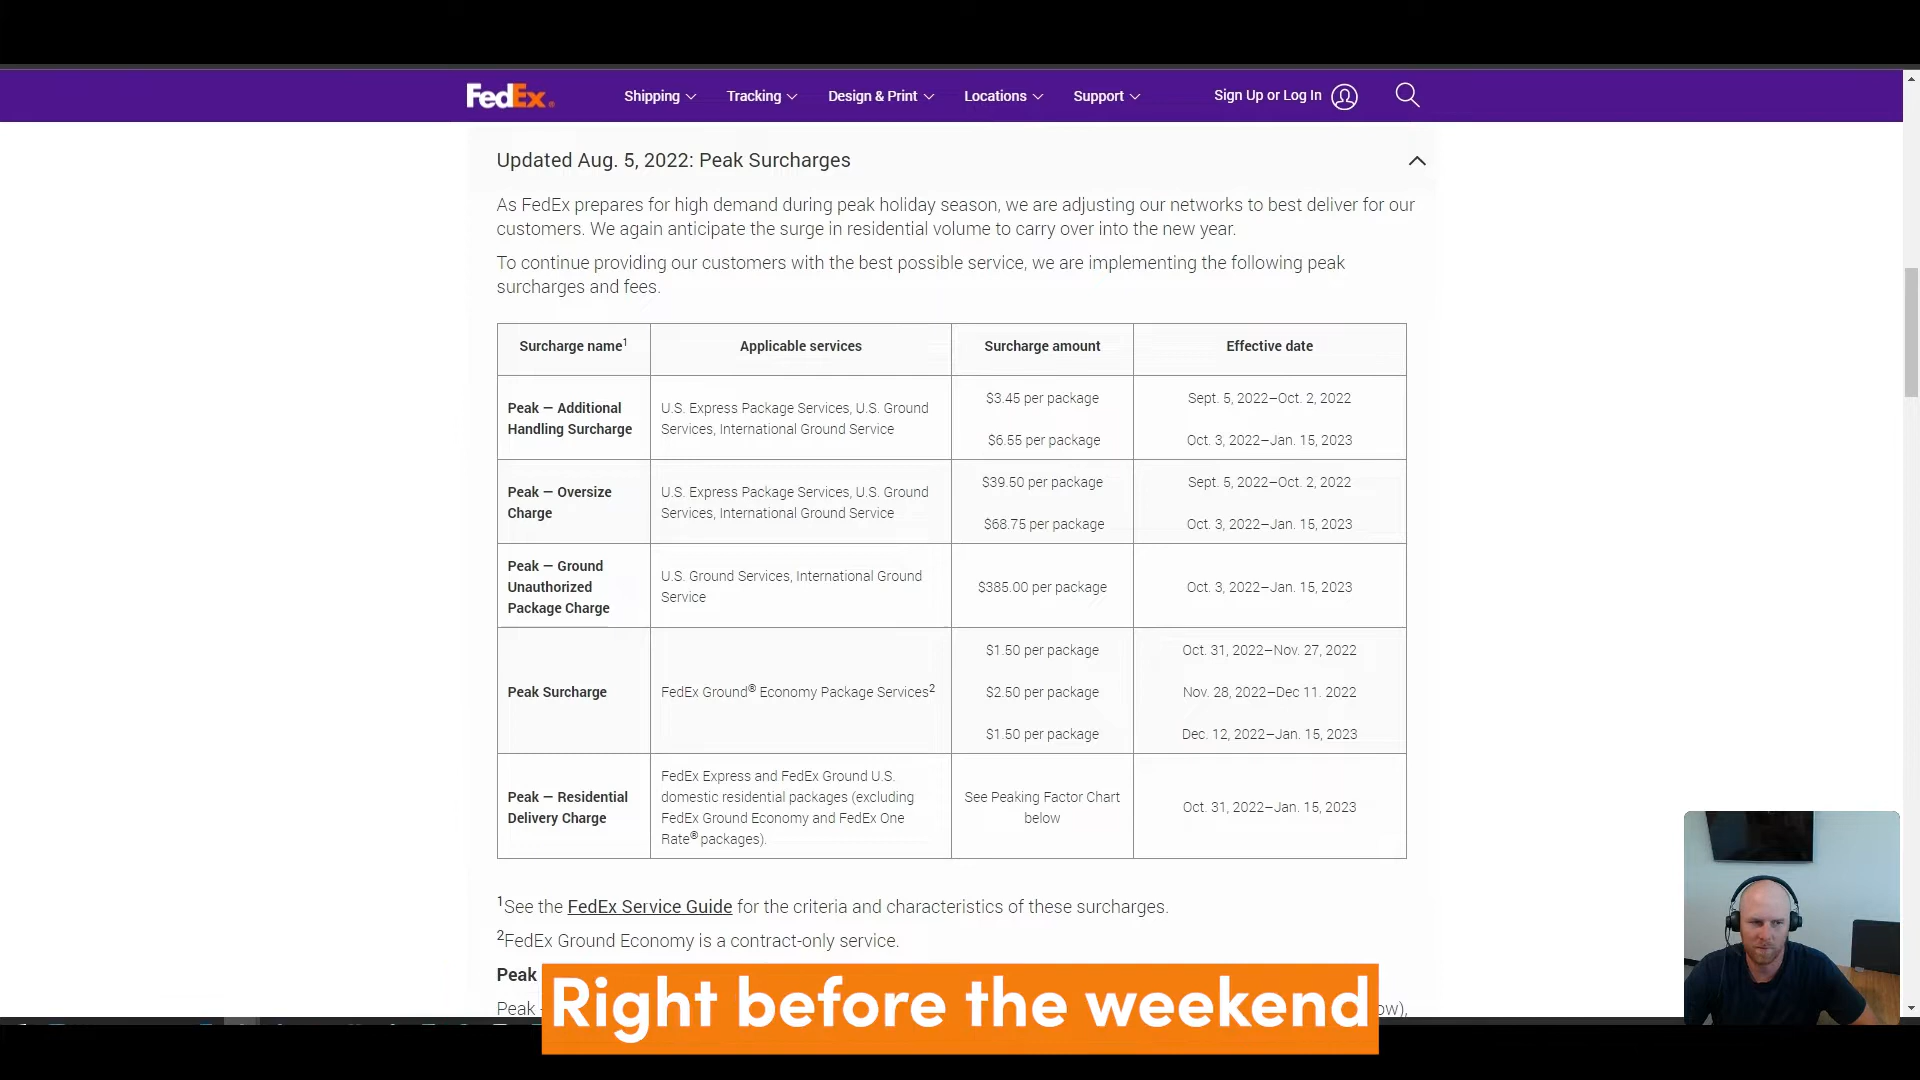 FedEx® Shipping Tracking Design & Print Locations Support Sign Up or Log In
Updated Aug. 5, 2022: Peak Surcharges
As FedEx prepares for high demand during peak holiday season, we are adjusting our networks to best deliver for our
customers. We again anticipate the surge in residential volume to carry over into the new year.
To continue providing our customers with the best possible service, we are implementing the following peak
surcharges and fees.
Surcharge name¹ Applicable services Surcharge amount Effective date
Peak — Additional
Handling Surcharge
U.S. Express Package Services, U.S. Ground
Services, International Ground Service
$3.45 per package Sept. 5, 2022–Oct. 2, 2022
$6.55 per package Oct. 3, 2022–Jan. 15, 2023
Peak — Oversize
Charge
U.S. Express Package Services, U.S. Ground
Services, International Ground Service
$39.50 per package Sept. 5, 2022–Oct. 2, 2022
$68.75 per package Oct. 3, 2022–Jan. 15, 2023
Peak — Ground
Unauthorized
Package Charge
U.S. Ground Services, International Ground
Service
$385.00 per package Oct. 3, 2022–Jan. 15, 2023
Peak Surcharge
FedEx Ground® Economy Package Services²
$1.50 per package Oct. 31, 2022–Nov. 27, 2022
$2.50 per package Nov. 28, 2022–Dec 11. 2022
$1.50 per package Dec. 12, 2022–Jan. 15, 2023
Peak — Residential
Delivery Charge
FedEx Express and FedEx Ground U.S.
domestic residential packages (excluding
FedEx Ground Economy and FedEx One
Rate® packages).
See Peaking Factor Chart
below
Oct. 31, 2022–Jan. 15, 2023
¹See the FedEx Service Guide for the criteria and characteristics of these surcharges.
²FedEx Ground Economy is a contract-only service.
Peak
Peak
Right before the weekend